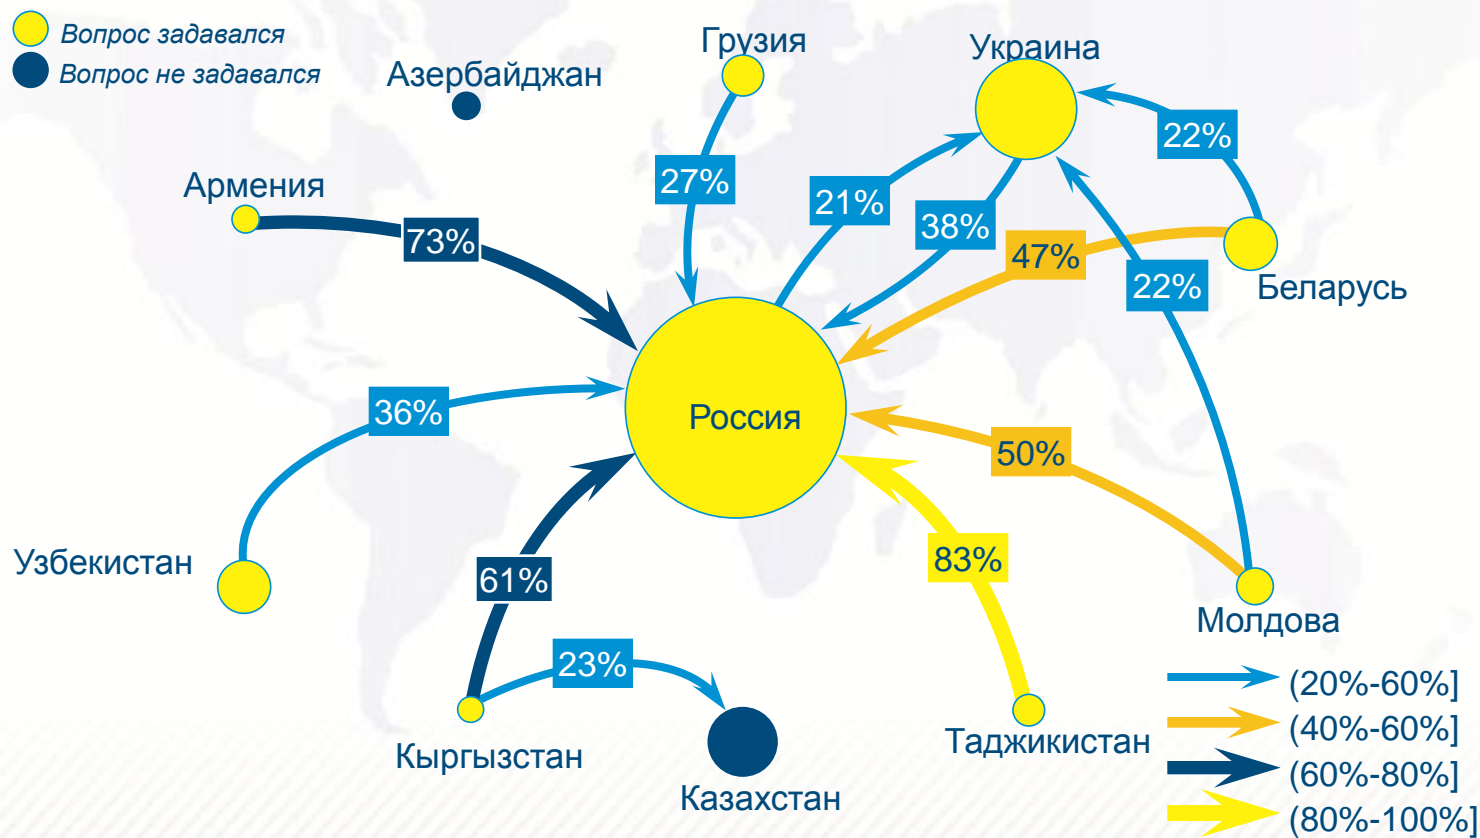 Вопрос задавался
Вопрос не задавался
Азербайджан
Грузия
Украина
Армения
Беларусь
27%
21%
38%
22%
73%
47%
22%
36%
Россия
50%
Узбекистан
61%
83%
Молдова
23%
Кыргызстан
Казахстан
Таджикистан
(20%-60%]
(40%-60%]
(60%-80%]
(80%-100%]